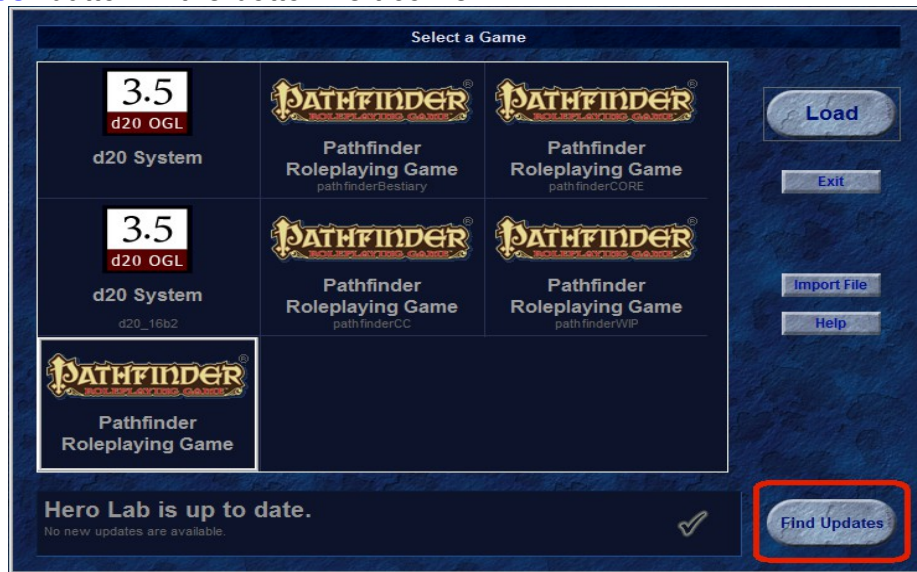 Select a Game
3.5
d20 OGL
d20 System
PATHFINDER®
ROLEPLAYING GAME
Pathfinder
Roleplaying Game
pathfinderBestiary
PATHFINDER®
ROLEPLAYING GAME
Pathfinder
Roleplaying Game
pathfinderCORE
3.5
d20 OGL
d20 System
d20_16b2
PATHFINDER®
ROLEPLAYING GAME
Pathfinder
Roleplaying Game
pathfinderCC
PATHFINDER®
ROLEPLAYING GAME
Pathfinder
Roleplaying Game
pathfinderWIP
PATHFINDER®
ROLEPLAYING GAME
Pathfinder
Roleplaying Game
Load
Exit
Import File
Help
Hero Lab is up to date.
No new updates are available.
Find Updates